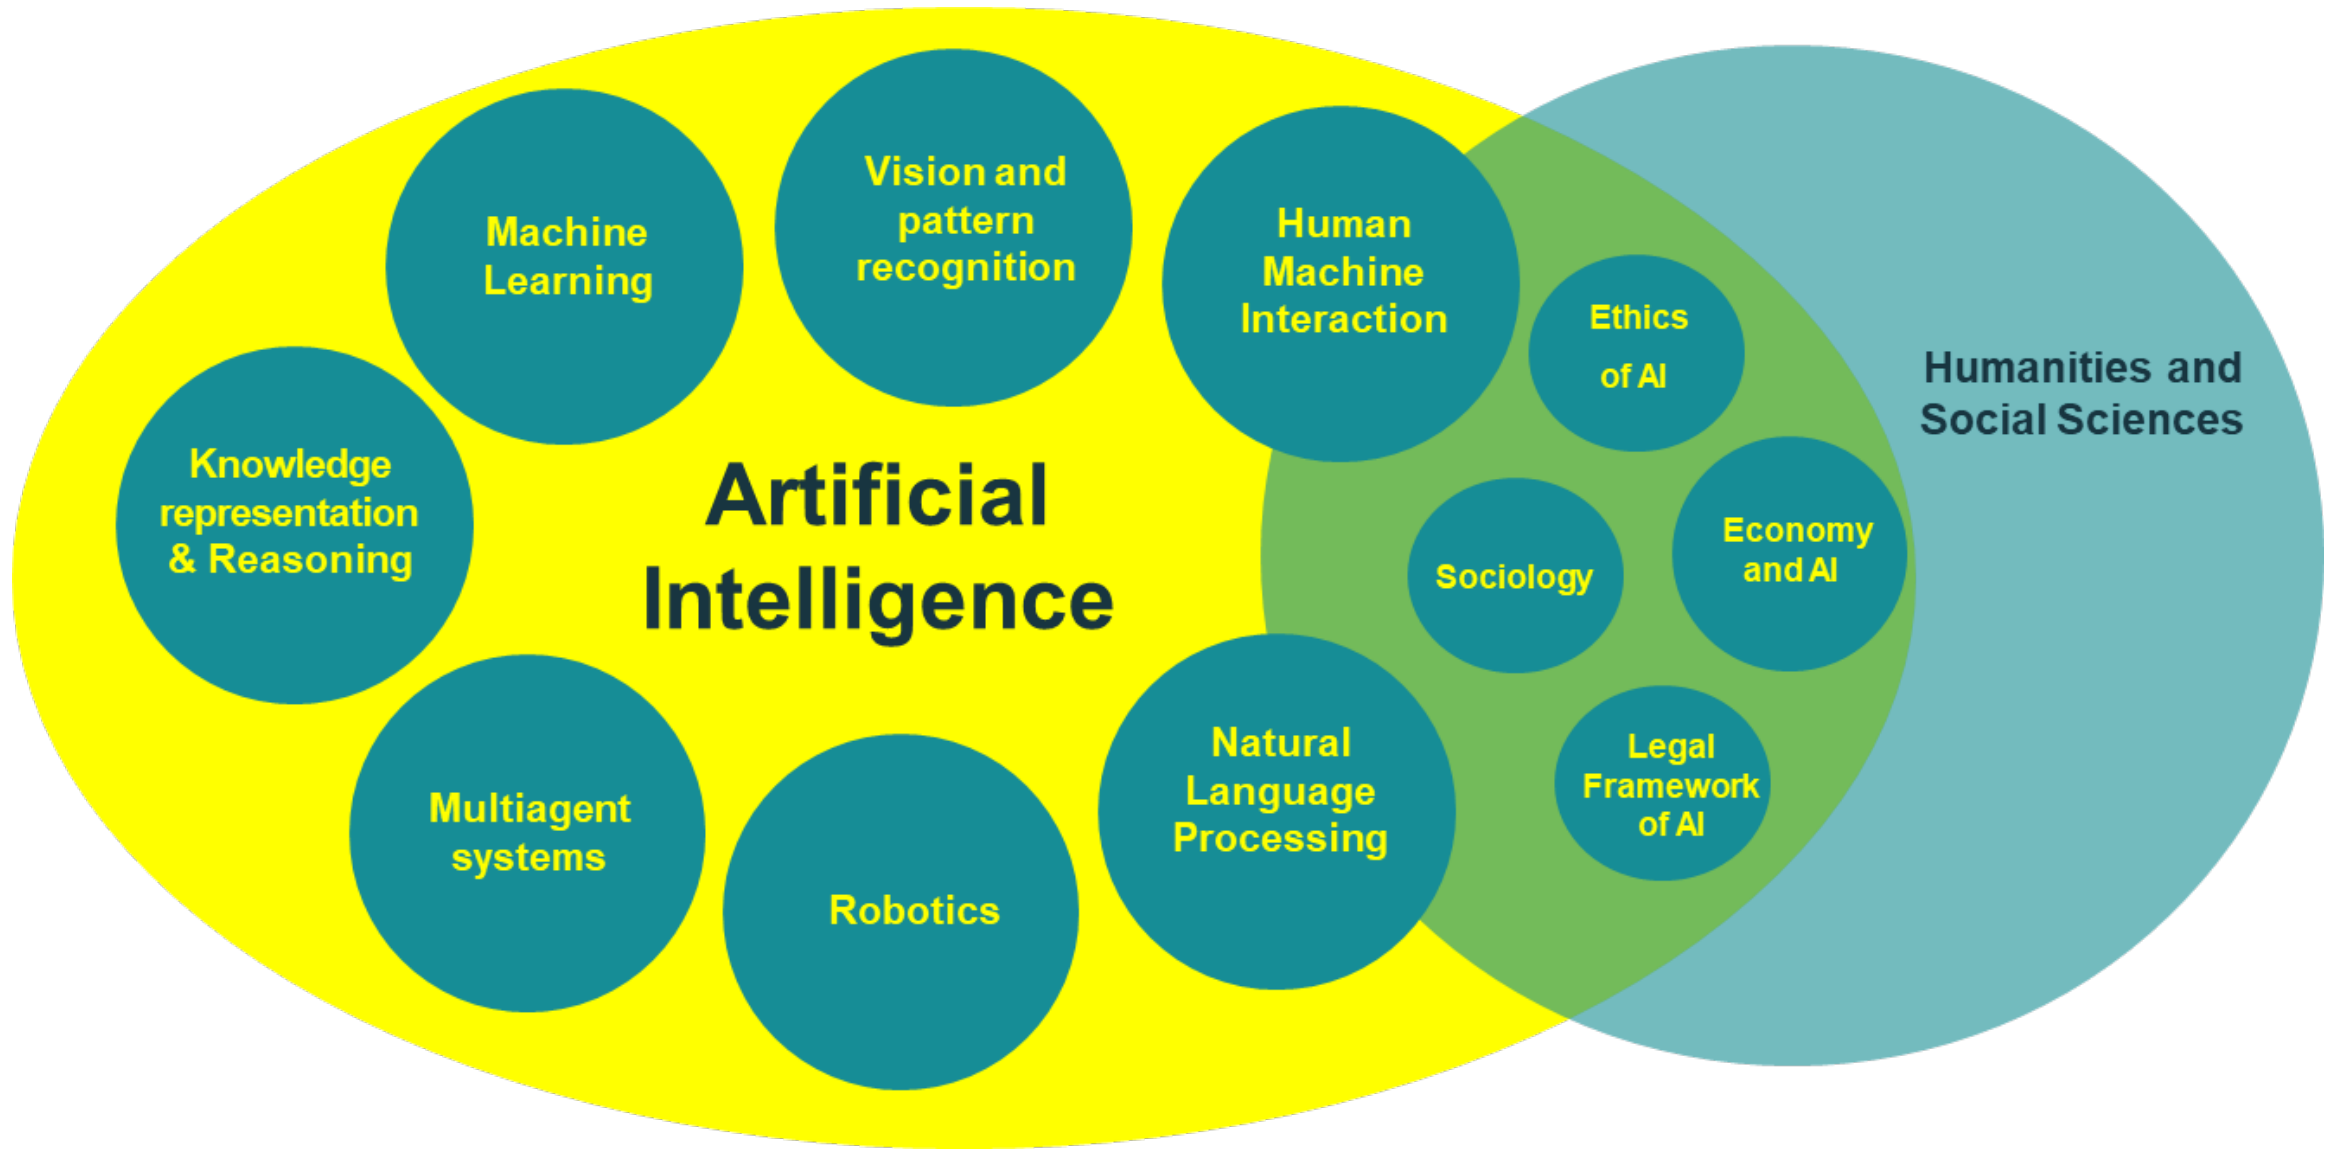 Machine
Learning
Vision and
pattern
recognition
Human
Machine
Interaction
Ethics
of AI
Humanities and
Social Sciences
Knowledge
representation
& Reasoning
Artificial
Intelligence
Sociology
Economy
and AI
Multiagent
systems
Robotics
Natural
Language
Processing
Legal
Framework
of AI